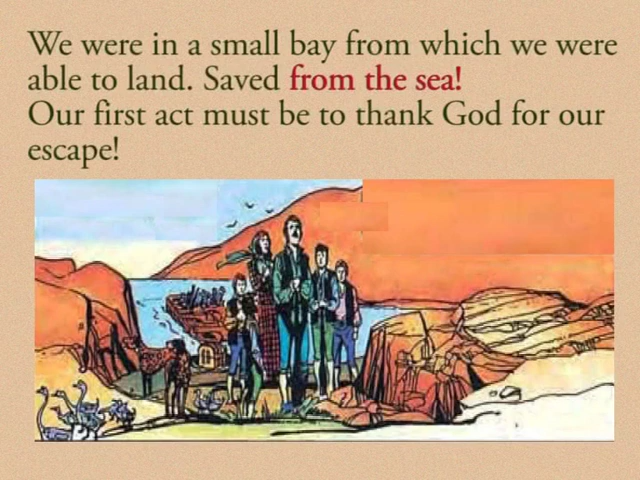 We were in a small bay from which we were
able to land. Saved from the sea!
Our first act must be to thank God for our
escape!